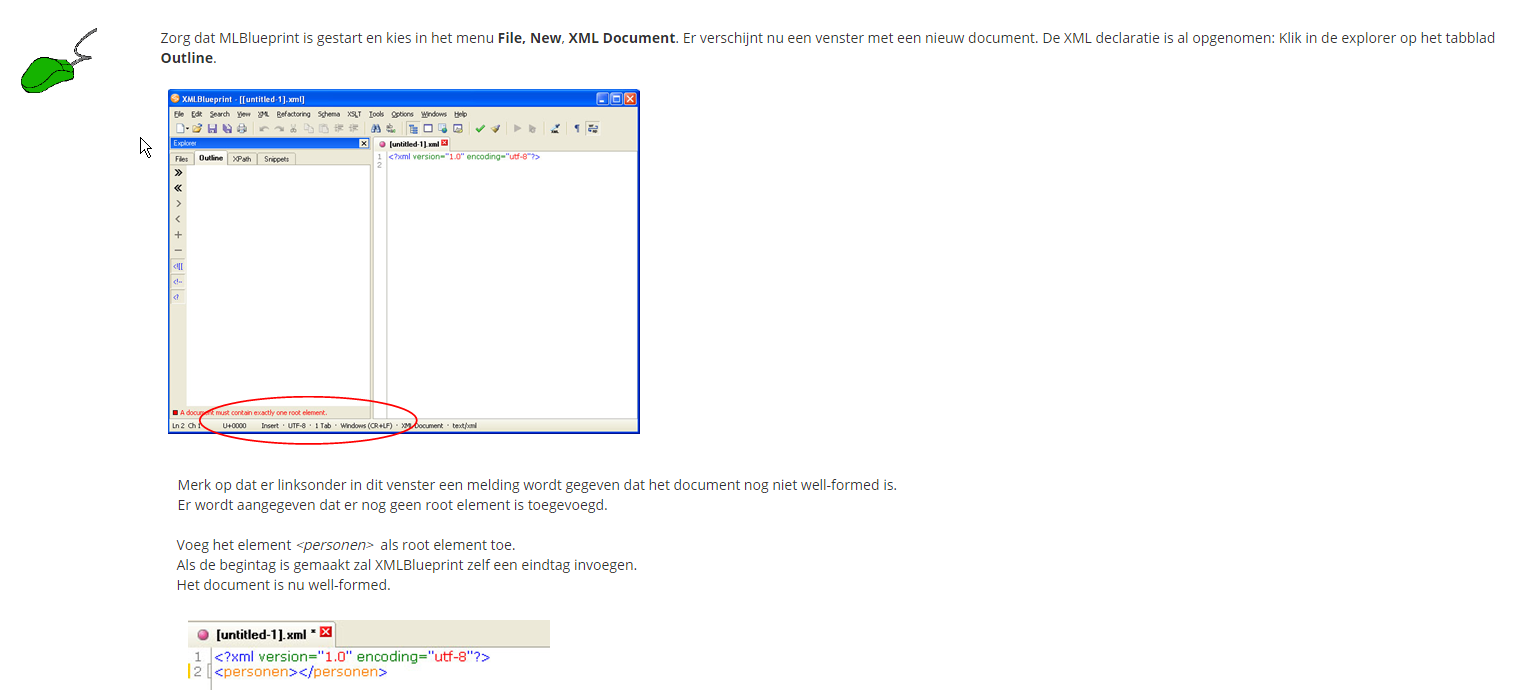 Zorg dat MLBlueprint is gestart en kies in het menu File, New, XML Document. Er verschijnt nu een venster met een nieuw document. De XML declaratie is al opgenomen: Klik in de explorer op het tabblad
Outline.
XMLBlueprint - [[untitled-1].xml]
File Edit Search View XML Refactoring Schema XSLT Tools Options Windows Help
Explorer
[untitled-1].xml
Files Outline XPath Snippets
1 <?xml version="1.0" encoding="utf-8"?>
2
A document must contain exactly one root element.
Ln 2 Ch 1 U+0000 Insert · UTF-8 · 1 Tab · Windows (CR+LF) · XML Document · text/xml
Merk op dat er linksonder in dit venster een melding wordt gegeven dat het document nog niet well-formed is.
Er wordt aangegeven dat er nog geen root element is toegevoegd.
Voeg het element <personen> als root element toe.
Als de begintag is gemaakt zal XMLBlueprint zelf een eindtag invoegen.
Het document is nu well-formed.
[untitled-1].xml *
1 <?xml version="1.0" encoding="utf-8"?>
2 <personen></personen>